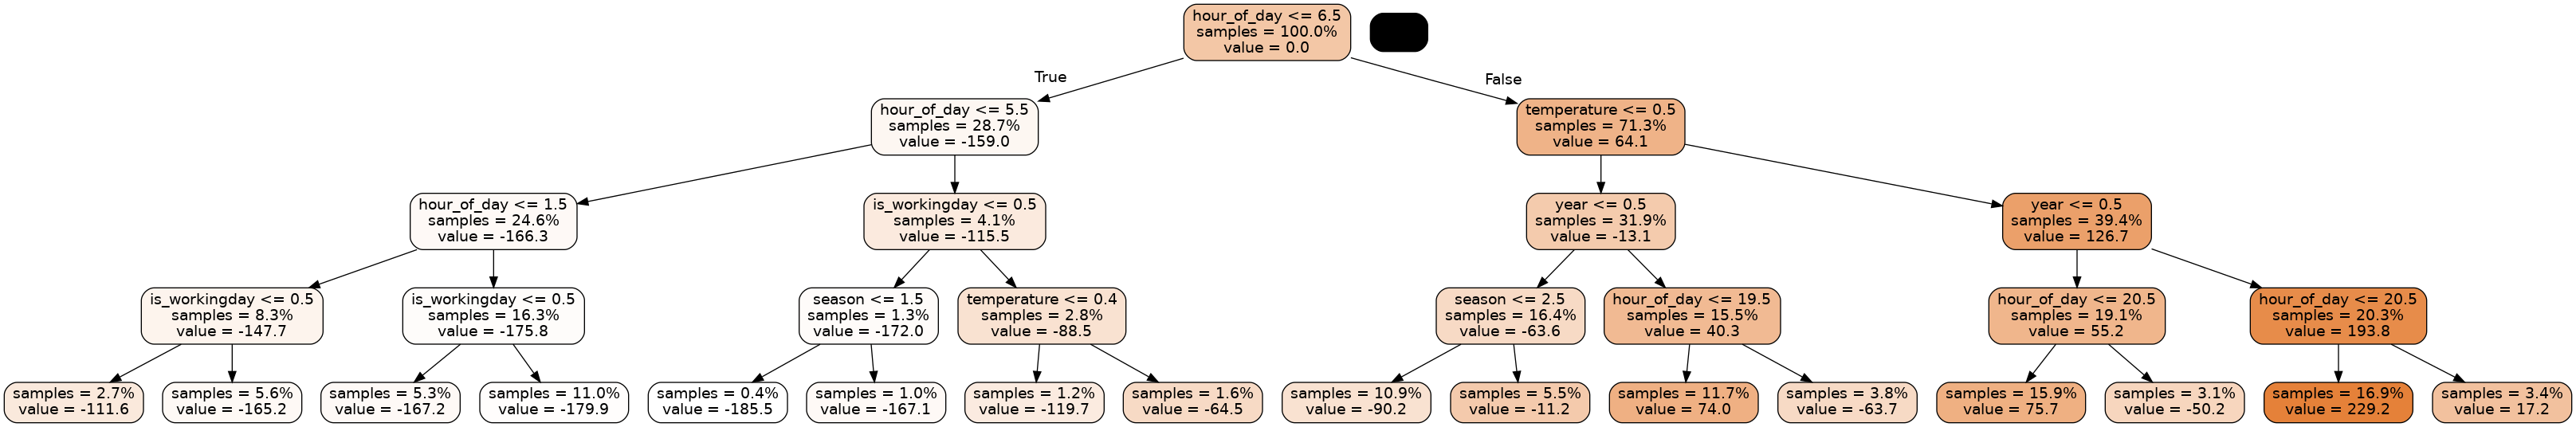 hour_of_day <= 6.5
samples = 100.0%
value = 0.0
True
False
hour_of_day <= 5.5
samples = 28.7%
value = -159.0
temperature <= 0.5
samples = 71.3%
value = 64.1
hour_of_day <= 1.5
samples = 24.6%
value = -166.3
is_workingday <= 0.5
samples = 4.1%
value = -115.5
year <= 0.5
samples = 31.9%
value = -13.1
year <= 0.5
samples = 39.4%
value = 126.7
is_workingday <= 0.5
samples = 8.3%
value = -147.7
is_workingday <= 0.5
samples = 16.3%
value = -175.8
season <= 1.5
samples = 1.3%
value = -172.0
temperature <= 0.4
samples = 2.8%
value = -88.5
season <= 2.5
samples = 16.4%
value = -63.6
hour_of_day <= 19.5
samples = 15.5%
value = 40.3
hour_of_day <= 20.5
samples = 19.1%
value = 55.2
hour_of_day <= 20.5
samples = 20.3%
value = 193.8
samples = 2.7%
value = -111.6
samples = 5.6%
value = -165.2
samples = 5.3%
value = -167.2
samples = 11.0%
value = -179.9
samples = 0.4%
value = -185.5
samples = 1.0%
value = -167.1
samples = 1.2%
value = -119.7
samples = 1.6%
value = -64.5
samples = 10.9%
value = -90.2
samples = 5.5%
value = -11.2
samples = 11.7%
value = 74.0
samples = 3.8%
value = -63.7
samples = 15.9%
value = 75.7
samples = 3.1%
value = -50.2
samples = 16.9%
value = 229.2
samples = 3.4%
value = 17.2